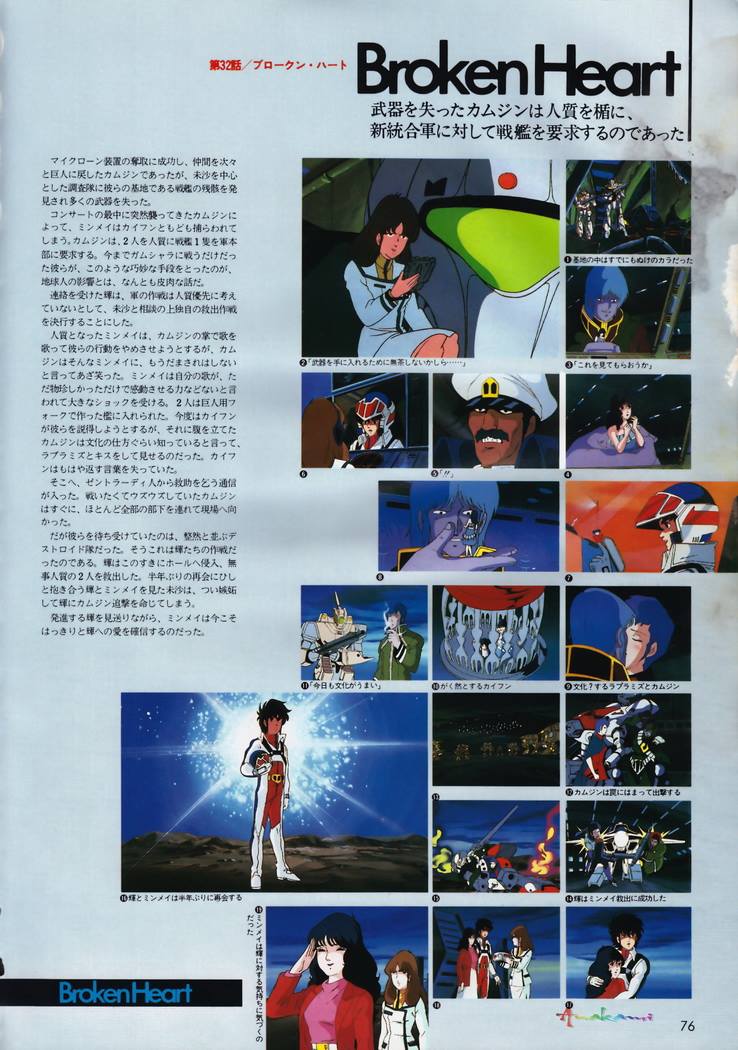 第32話／ブロークン・ハート
Broken Heart
武器を失ったカムジンは人質を楯に、
新統合軍に対して戦艦を要求するのであった
マイクローン装置の奪取に成功し、仲間を次々
と巨人に戻したカムジンであったが、未沙を中心
とした調査隊に彼らの基地である戦艦の残骸を発
見され多くの武器を失った。
コンサートの最中に突然襲ってきたカムジンに
よって、ミンメイはカイフンともども捕らわれて
しまう。カムジンは、2人を人質に戦艦1隻を軍本
部に要求する。今までガムシャラに戦うだけだっ
た彼らが、このような巧妙な手段をとったのが、
地球人の影響とは、なんとも皮肉な話だ。
連絡を受けた輝は、軍の作戦は人質優先に考え
ていないとして、未沙と相談の上独自の救出作戦
を決行することにした。
人質となったミンメイは、カムジンの掌で歌を
歌って彼らの行動をやめさせようとするが、カム
ジンはそんなミンメイに、もうだまされはしない
と言ってあざ笑った。ミンメイは自分の歌が、た
だ物珍しかっただけで感動させる力などないと言
われて大きなショックを受ける。2人は巨人用フ
ォークで作った檻に入れられた。今度はカイフン
が彼らを説得しようとするが、それに腹を立てた
カムジンは文化の仕方ぐらい知っていると言って、
ラプラミズとキスをして見せるのだった。カイフ
ンはもはや返す言葉を失っていた。
そこへ、ゼントラーディ人から救助を乞う通信
が入った。戦いたくてウズウズしていたカムジン
はすぐに、ほとんど全部の部下を連れて現場へ向
かった。
だが彼らを待ち受けていたのは、整然と並ぶデ
ストロイド隊だった。そうこれは輝たちの作戦だ
ったのである。輝はこのすきにホールへ侵入、無
事人質の2人を救出した。半年ぶりの再会にひし
と抱き合う輝とミンメイを見た未沙は、つい嫉妬
して輝にカムジン追撃を命じてしまう。
発進する輝を見送りながら、ミンメイは今こそ
はっきりと輝への愛を確信するのだった。
❶基地の中はすでにもぬけのカラだった
❷「武器を手に入れるために無茶しないかしら……」
❸「これを見てもらおうか」
❻
❺「!!」
❹
❽
❼
⓫「今日も文化がうまい」
❿がく然とするカイフン
❾文化？するラプラミズとカムジン
⓭
⓬カムジンは罠にはまって出撃する
⓰輝とミンメイは半年ぶりに再会する
⓯
⓮輝はミンメイ救出に成功した
⓳ミンメイは輝に対する気持ちに気づくの
だった
⓲
⓱
Broken Heart
Anakami
76